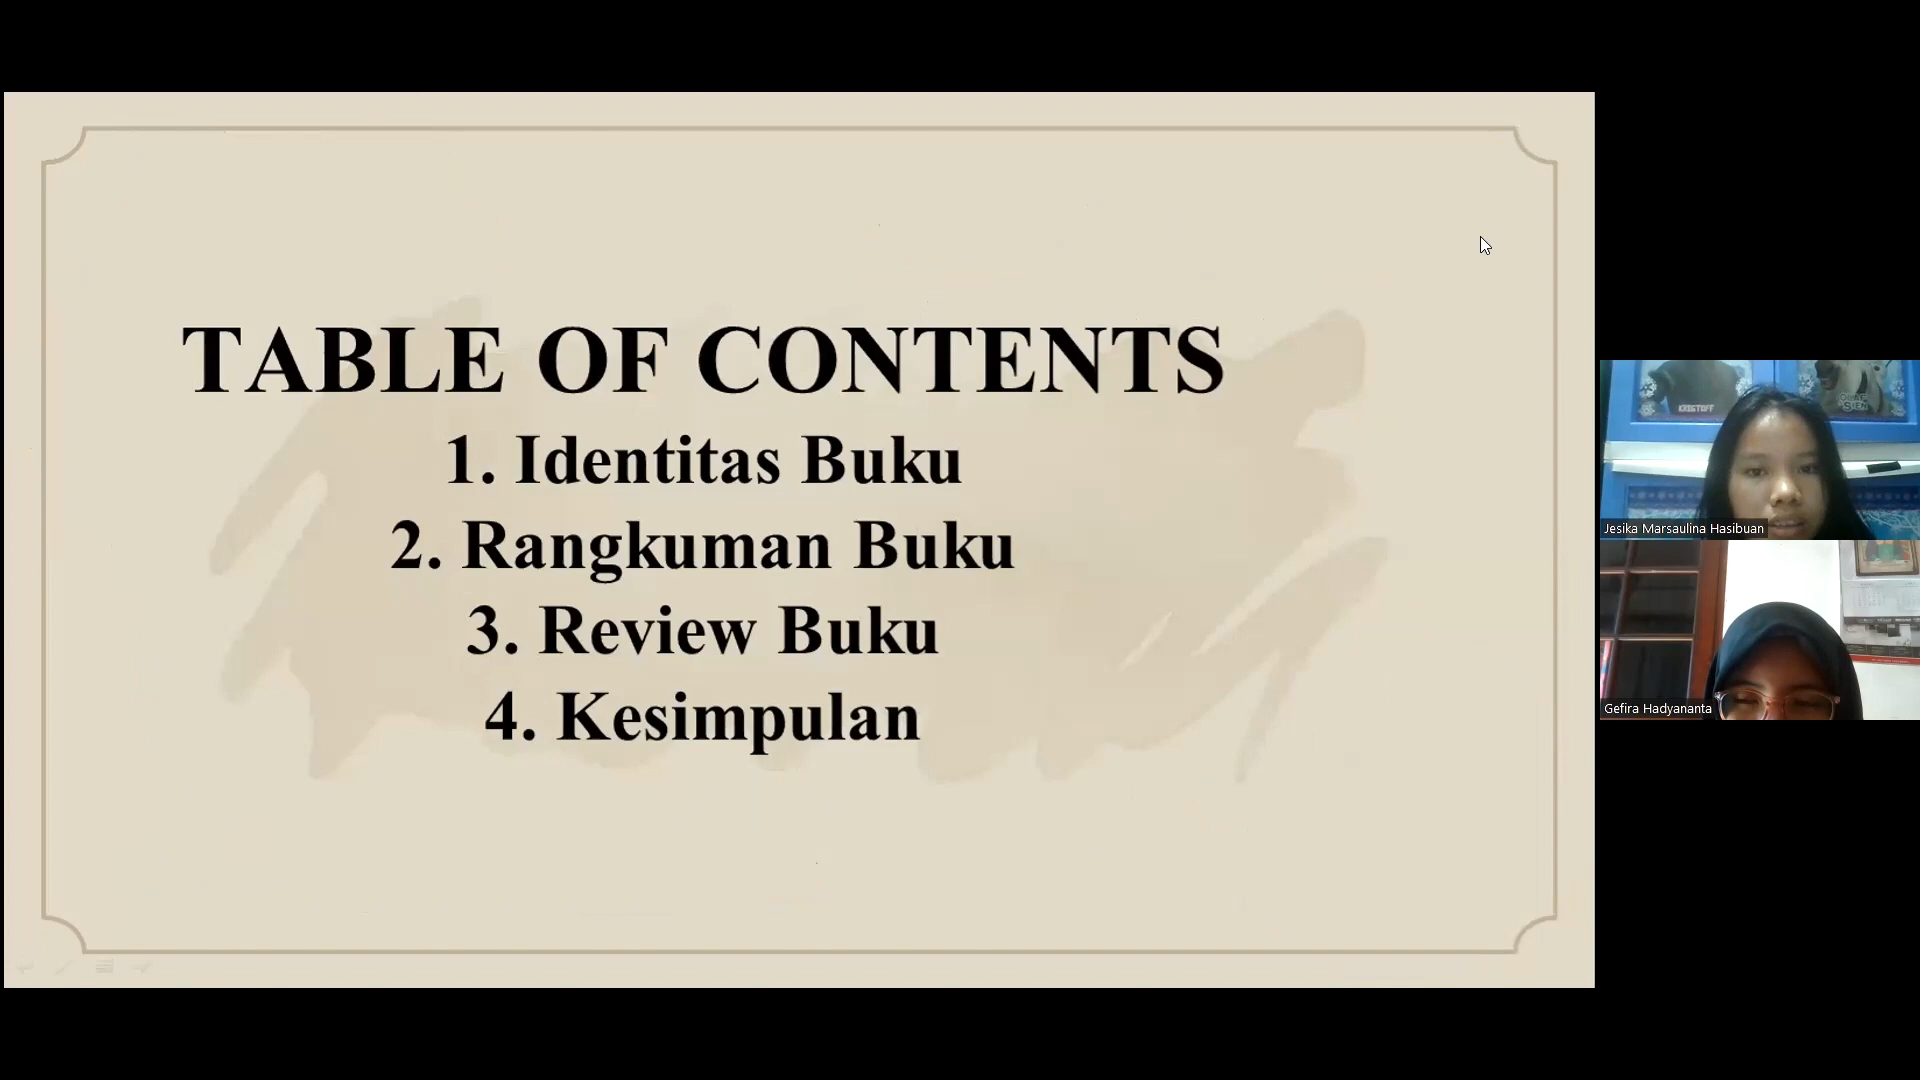 TABLE OF CONTENTS
1. Identitas Buku
2. Rangkuman Buku
3. Review Buku
4. Kesimpulan
KRISTOFF
Jesika Marsaulina Hasibuan
Gefira Hadyananta